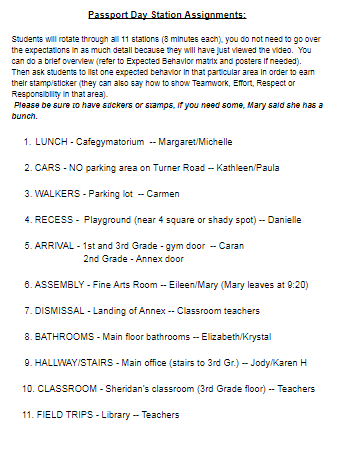 Passport Day Station Assignments:
Students will rotate through all 11 stations (8 minutes each), you do not need to go over
the expectations in as much detail because they will have just viewed the video. You
can do a brief overview (refer to Expected Behavior matrix and posters if needed).
Then ask students to list one expected behavior in that particular area in order to earn
their stamp/sticker (they can also say how to show Teamwork, Effort, Respect or
Responsibility in that area).
Please be sure to have stickers or stamps, if you need some, Mary said she has a
bunch.
1. LUNCH - Cafegymatorium -- Margaret/Michelle
2. CARS - NO parking area on Turner Road -- Kathleen/Paula
3. WALKERS - Parking lot -- Carmen
4. RECESS - Playground (near 4 square or shady spot) -- Danielle
5. ARRIVAL - 1st and 3rd Grade - gym door -- Caran
2nd Grade - Annex door
6. ASSEMBLY - Fine Arts Room -- Eileen/Mary (Mary leaves at 9:20)
7. DISMISSAL - Landing of Annex -- Classroom teachers
8. BATHROOMS - Main floor bathrooms -- Elizabeth/Krystal
9. HALLWAY/STAIRS - Main office (stairs to 3rd Gr.) -- Jody/Karen H
10. CLASSROOM - Sheridan's classroom (3rd Grade floor) -- Teachers
11. FIELD TRIPS - Library -- Teachers